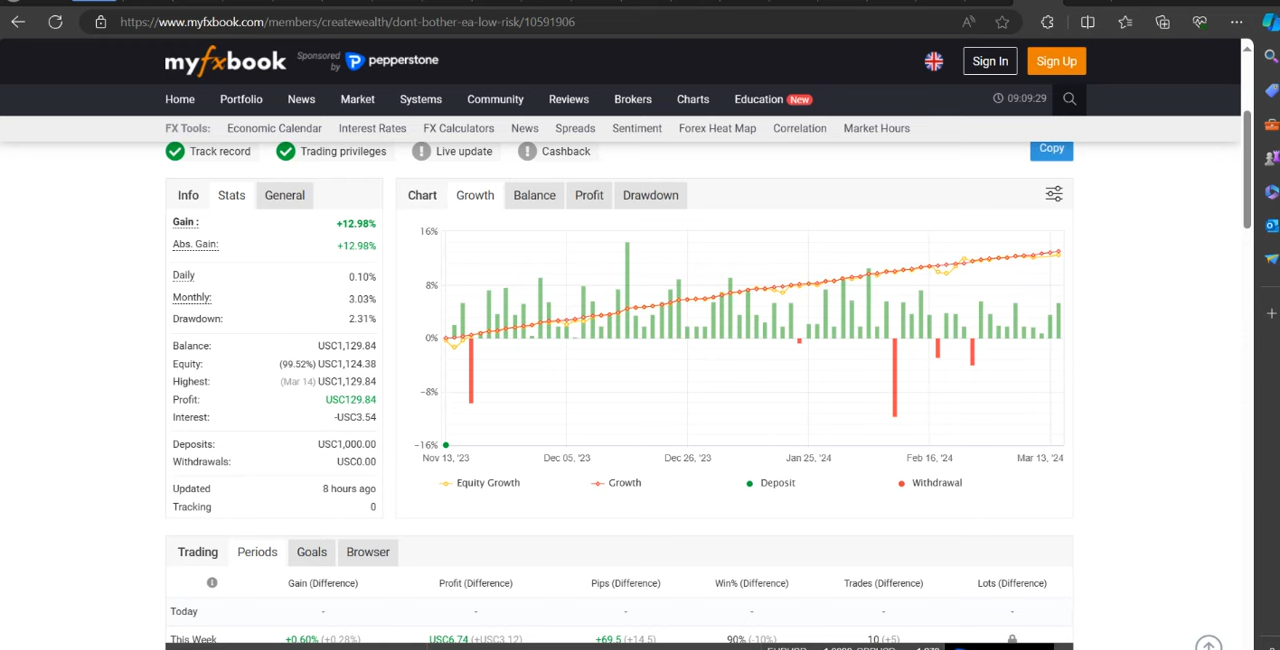 https://www.myfxbook.com/members/createwealth/dont-bother-ea-low-risk/10591906
myfxbook Sponsored by pepperstone Sign In Sign Up
Home Portfolio News Market Systems Community Reviews Brokers Charts Education New 09:09:29
FX Tools: Economic Calendar Interest Rates FX Calculators News Spreads Sentiment Forex Heat Map Correlation Market Hours
Track record Trading privileges Live update Cashback Copy
Info Stats General
Gain : +12.98%
Abs. Gain: +12.98%
Daily 0.10%
Monthly: 3.03%
Drawdown: 2.31%
Balance: USC1,129.84
Equity: (99.52%) USC1,124.38
Highest: (Mar 14) USC1,129.84
Profit: USC129.84
Interest: -USC3.54
Deposits: USC1,000.00
Withdrawals: USC0.00
Updated 8 hours ago
Tracking 0
Chart Growth Balance Profit Drawdown
16%
8%
0%
-8%
-16%
Nov 13, '23 Dec 05, '23 Dec 26, '23 Jan 25, '24 Feb 16, '24 Mar 13, '24
Equity Growth Growth Deposit Withdrawal
Trading Periods Goals Browser
Gain (Difference) Profit (Difference) Pips (Difference) Win% (Difference) Trades (Difference) Lots (Difference)
Today - - - - - -
This Week +0.60% (+0.28%) USC6.74 (+USC3.12) +69.5 (+14.5) 90% (-10%) 10 (+5)